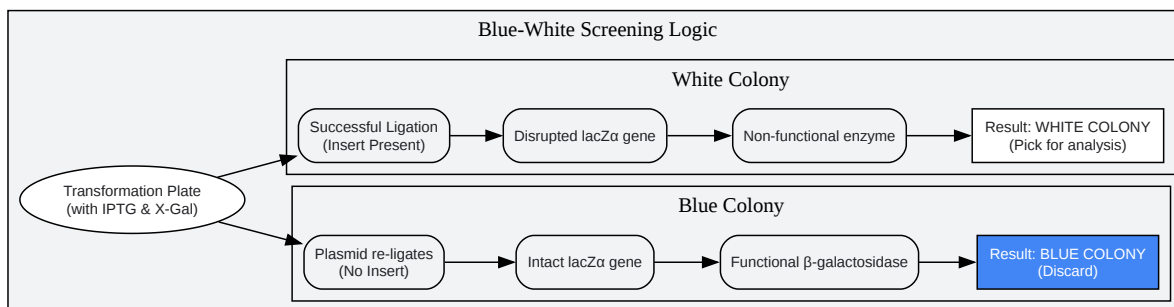 Blue-White Screening Logic
White Colony
Successful Ligation
(Insert Present)
Disrupted lacZα gene
Non-functional enzyme
Result: WHITE COLONY
(Pick for analysis)
Transformation Plate
(with IPTG & X-Gal)
Blue Colony
Plasmid re-ligates
(No Insert)
Intact lacZα gene
Functional β-galactosidase
Result: BLUE COLONY
(Discard)